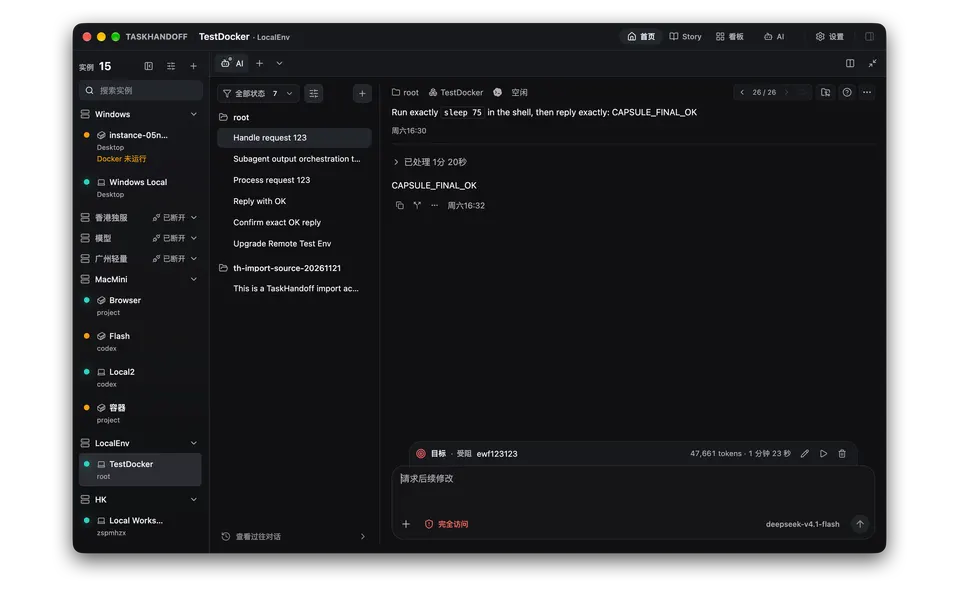 TASKHANDOFF TestDocker · LocalEnv 首页 Story 看板 AI 设置
实例 15
搜索实例
Windows
instance-05n...
Desktop
Docker 未运行
Windows Local
Desktop
香港独服 已断开
模型 已断开
广州轻量 已断开
MacMini
Browser
project
Flash
codex
Local2
codex
容器
project
LocalEnv
TestDocker
root
HK
Local Works...
zspmhzx
AI
全部状态 7
root
Handle request 123
Subagent output orchestration t...
Process request 123
Reply with OK
Confirm exact OK reply
Upgrade Remote Test Env
th-import-source-20261121
This is a TaskHandoff import ac...
查看过往对话
root TestDocker 空闲 26 / 26
Run exactly sleep 75 in the shell, then reply exactly: CAPSULE_FINAL_OK
周六16:30
已处理 1分 20秒
CAPSULE_FINAL_OK
周六16:32
目标 · 受阻 ewf123123 47,661 tokens · 1 分钟 23 秒
请求后续修改
完全访问 deepseek-v4.1-flash